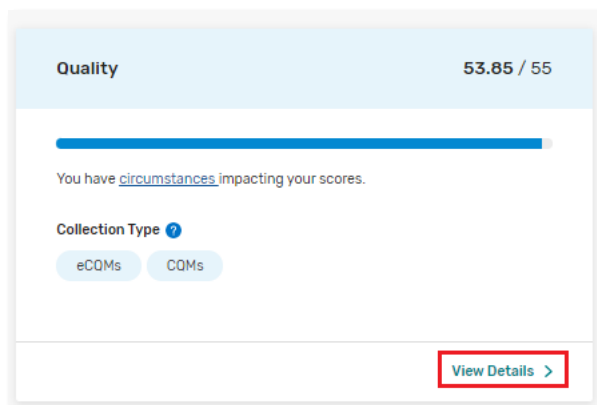 Quality 53.85 / 55
You have circumstances impacting your scores.
Collection Type ?
eCQMs CQMs
View Details >